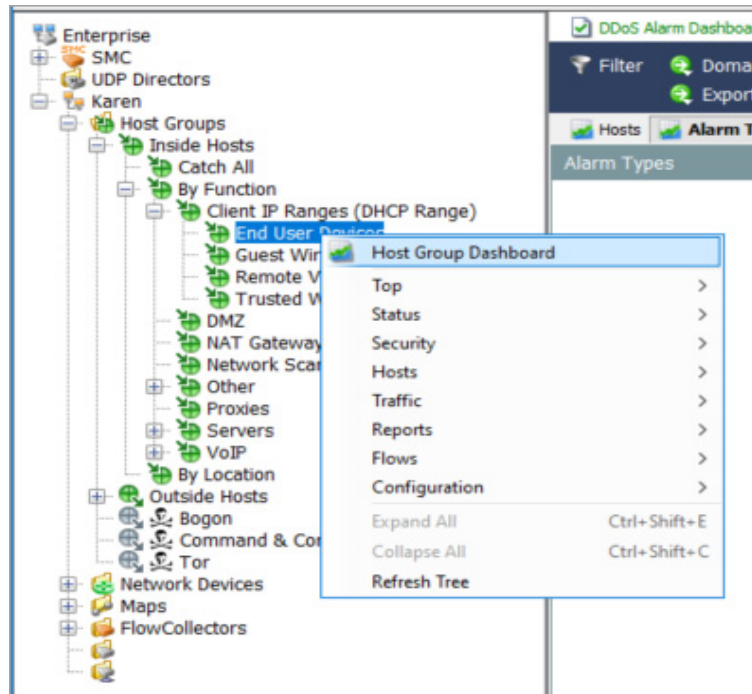 Enterprise
DDoS Alarm Dashboa
SMC
SMC
UDP Directors
Filter
Doma
Karen
Export
Host Groups
Hosts
Alarm T
Inside Hosts
Alarm Types
Catch All
By Function
Client IP Ranges (DHCP Range)
End User Devices
Guest Wir
Host Group Dashboard
Remote V
Top
Trusted W
Status
DMZ
NAT Gateway
Security
Network Scan
Hosts
Other
Traffic
Proxies
Servers
Reports
VoIP
Flows
By Location
Configuration
Outside Hosts
Bogon
Expand All Ctrl+Shift+E
Command & Con
Collapse All Ctrl+Shift+C
Tor
Refresh Tree
Network Devices
Maps
FlowCollectors